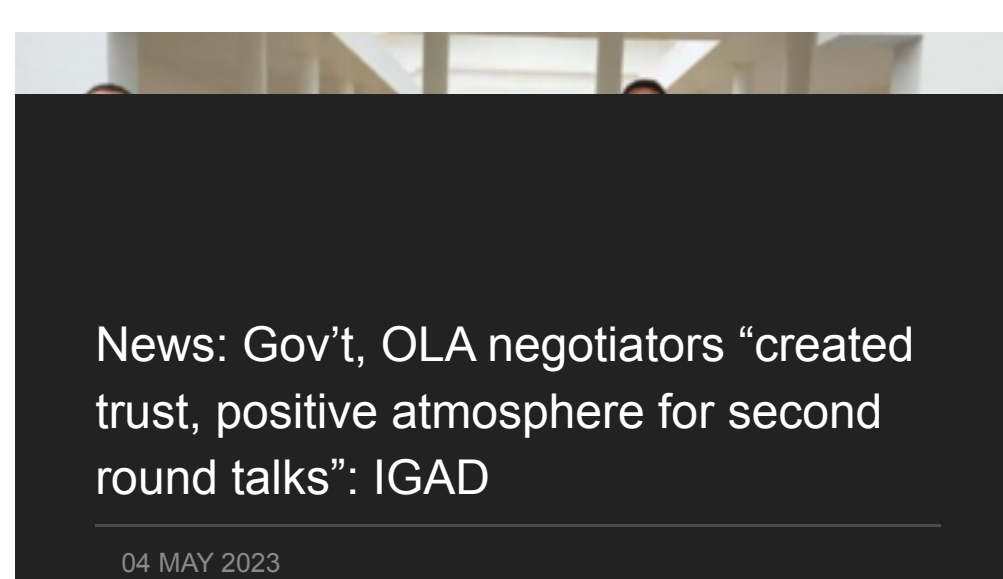 News: Gov’t, OLA negotiators “created
trust, positive atmosphere for second
round talks”: IGAD
04 MAY 2023